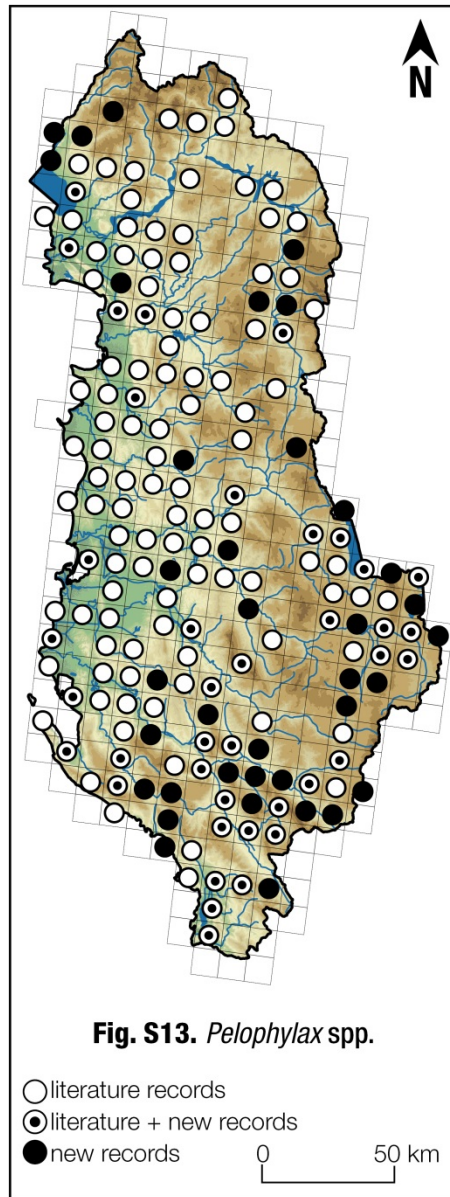 N
Fig. S13. Pelophylax spp.
literature records
literature + new records
new records
0 50 km